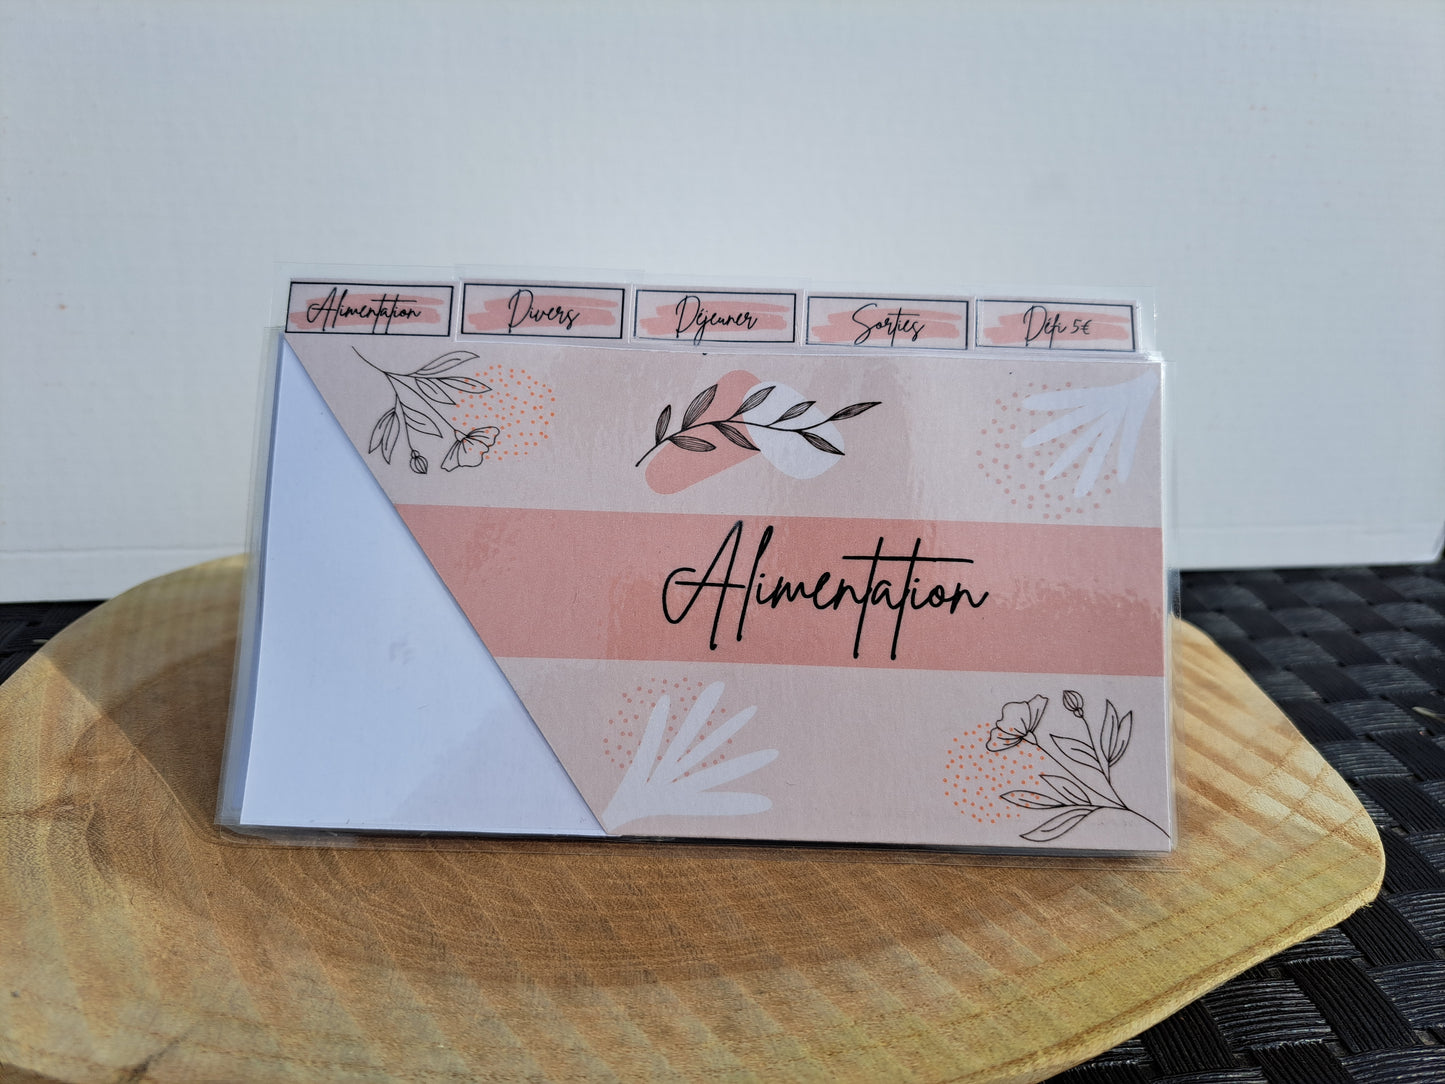 Alimentation
Divers
Déjeuner
Sorties
Défi 5€
Alimentation